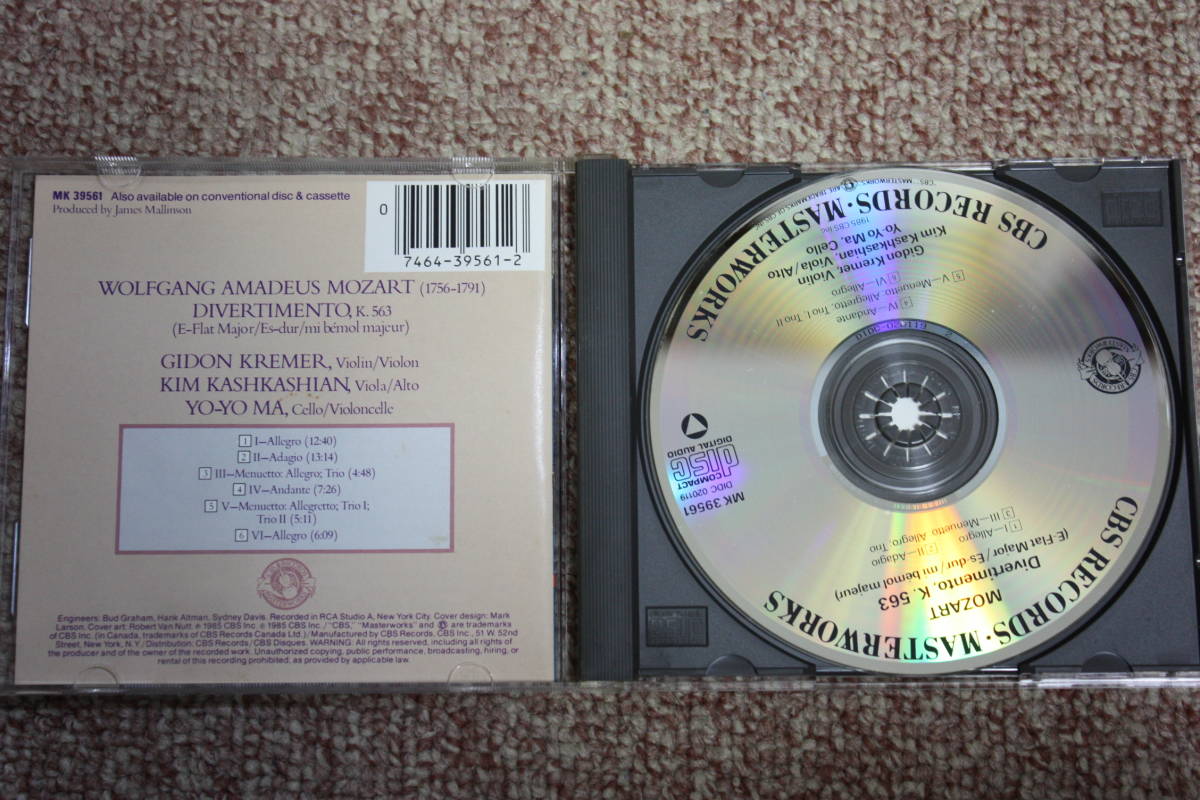 MK 39561 Also available on conventional disc & cassette
Produced by James Mallinson
0
7464-39561-2
WOLFGANG AMADEUS MOZART (1756-1791)
DIVERTIMENTO, K. 563
(E-Flat Major/Es-dur/mi bémol majeur)
GIDON KREMER, Violin/Violon
KIM KASHKASHIAN, Viola/Alto
YO-YO MA, Cello/Violoncelle
1 I—Allegro (12:40)
2 II—Adagio (13:14)
3 III—Menuetto: Allegro; Trio (4:48)
4 IV—Andante (7:26)
5 V—Menuetto: Allegretto; Trio I;
Trio II (5:11)
6 VI—Allegro (6:09)
Engineers: Bud Graham, Hank Altman, Sydney Davis. Recorded in RCA Studio A, New York City. Cover design: Mark
Larson. Cover art: Robert Van Nutt. ℗ 1985 CBS Inc. © 1985 CBS Inc./"CBS," "Masterworks" and are trademarks
of CBS Inc. (in Canada, trademarks of CBS Records Canada Ltd.)/Manufactured by CBS Records, CBS Inc., 51 W. 52nd
Street, New York, N.Y./Distribution: CBS Records/CBS Disques. WARNING: All rights reserved, including all rights of
the producer and of the owner of the recorded work. Unauthorized copying, public performance, broadcasting, hiring, or
rental of this recording prohibited, as provided by applicable law.
CBS RECORDS · MASTERWORKS
MOZART
Divertimento, K. 563
(E-Flat Major/Es-dur/mi bémol majeur)
1 I—Allegro 2 II—Adagio
3 III—Menuetto: Allegro, Trio
MK 39561
DIDC 020119
COMPACT
disc
DIGITAL AUDIO
4 IV—Andante
5 V—Menuetto: Allegretto, Trio I, Trio II
6 VI—Allegro
Gidon Kremer, Violin
Kim Kashkashian, Viola/Alto
Yo-Yo Ma, Cello
1985 CBS Inc.
CBS RECORDS · MASTERWORKS